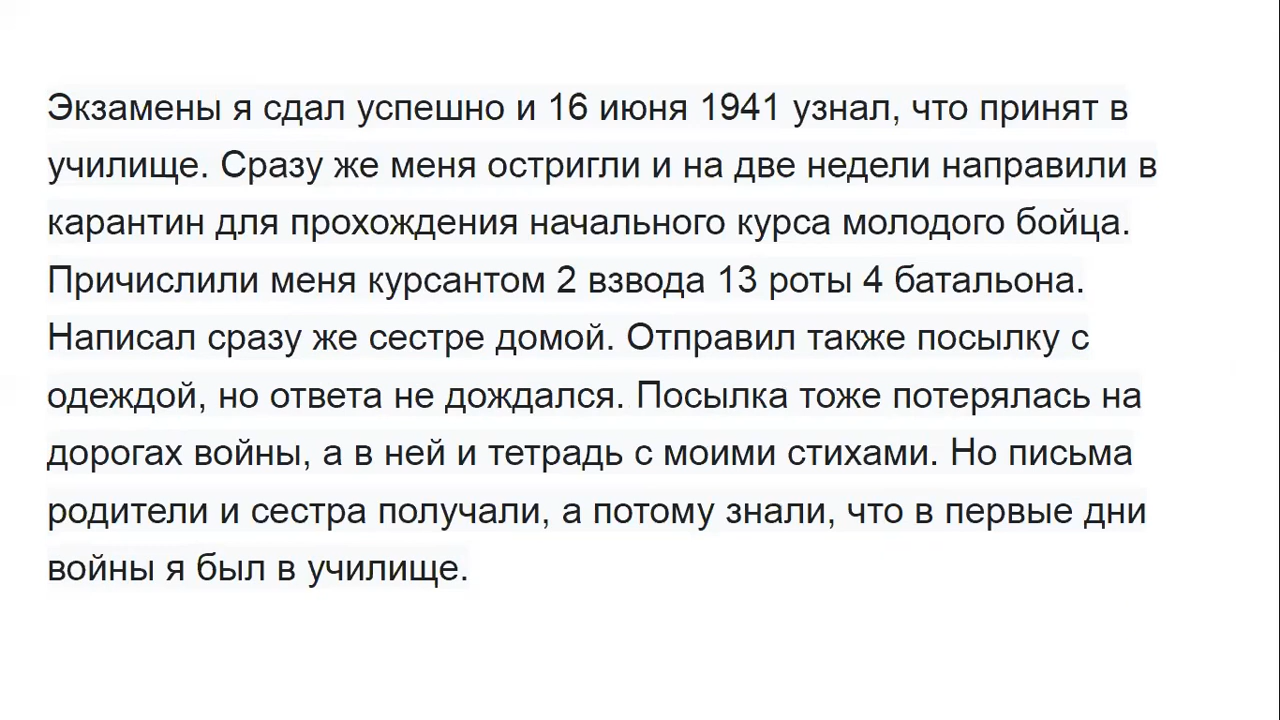 Экзамены я сдал успешно и 16 июня 1941 узнал, что принят в
училище. Сразу же меня остригли и на две недели направили в
карантин для прохождения начального курса молодого бойца.
Причислили меня курсантом 2 взвода 13 роты 4 батальона.
Написал сразу же сестре домой. Отправил также посылку с
одеждой, но ответа не дождался. Посылка тоже потерялась на
дорогах войны, а в ней и тетрадь с моими стихами. Но письма
родители и сестра получали, а потому знали, что в первые дни
войны я был в училище.